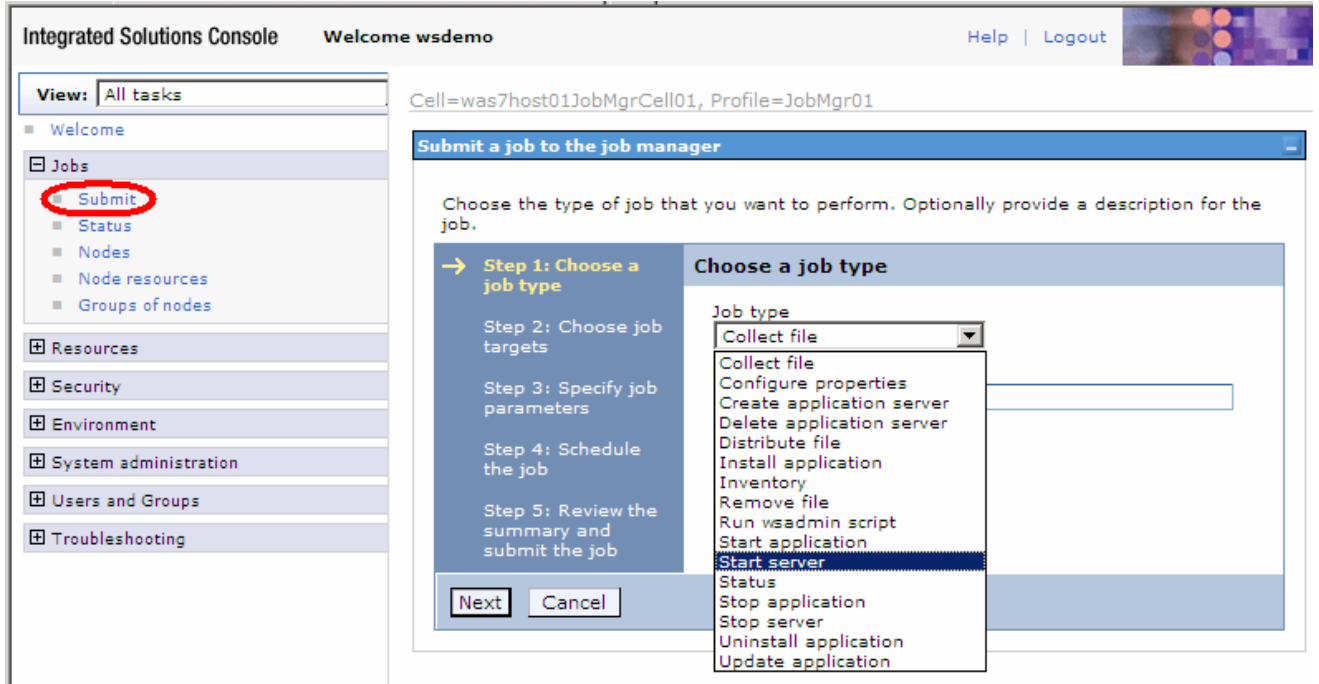 Integrated Solutions Console Welcome wsdemo Help | Logout
View: All tasks
Welcome
Jobs
Submit
Status
Nodes
Node resources
Groups of nodes
Resources
Security
Environment
System administration
Users and Groups
Troubleshooting
Cell=was7host01JobMgrCell01, Profile=JobMgr01
Submit a job to the job manager
Choose the type of job that you want to perform. Optionally provide a description for the
job.
Step 1: Choose a
job type
Step 2: Choose job
targets
Step 3: Specify job
parameters
Step 4: Schedule
the job
Step 5: Review the
summary and
submit the job
Choose a job type
Job type
Collect file
Collect file
Configure properties
Create application server
Delete application server
Distribute file
Install application
Inventory
Remove file
Run wsadmin script
Start application
Start server
Status
Stop application
Stop server
Uninstall application
Update application
Next Cancel